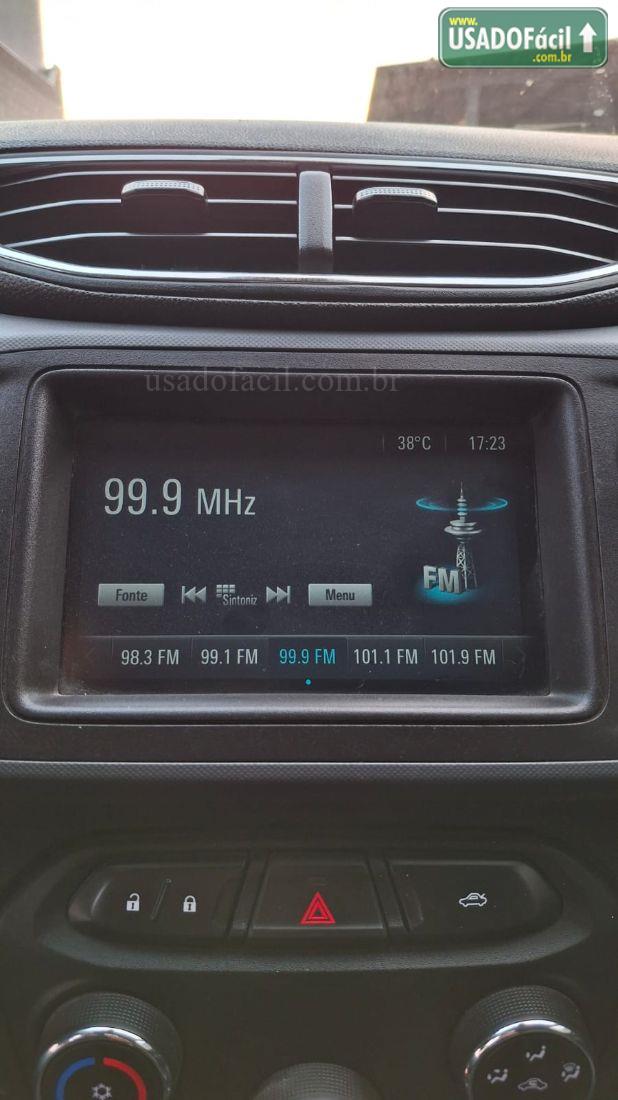 www.
USADOFácil
.com.br
usadofacil.com.br
38°C 17:23
99.9 MHz
FM
Fonte Sintoniz Menu
98.3 FM 99.1 FM 99.9 FM 101.1 FM 101.9 FM